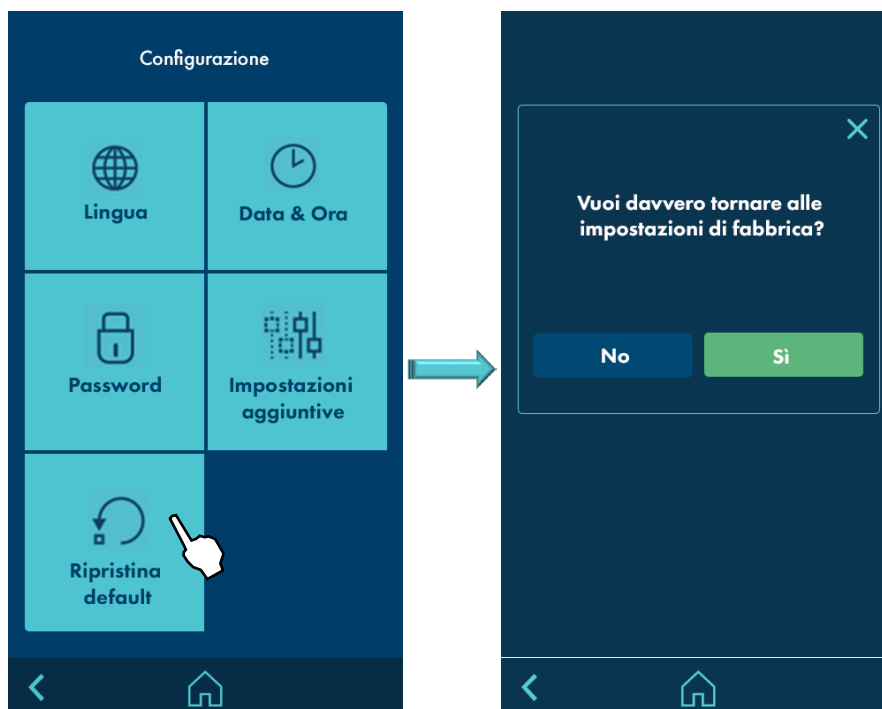 Configurazione
Lingua
Data & Ora
Password
Impostazioni
aggiuntive
Ripristina
default
Vuoi davvero tornare alle
impostazioni di fabbrica?
No
Sì